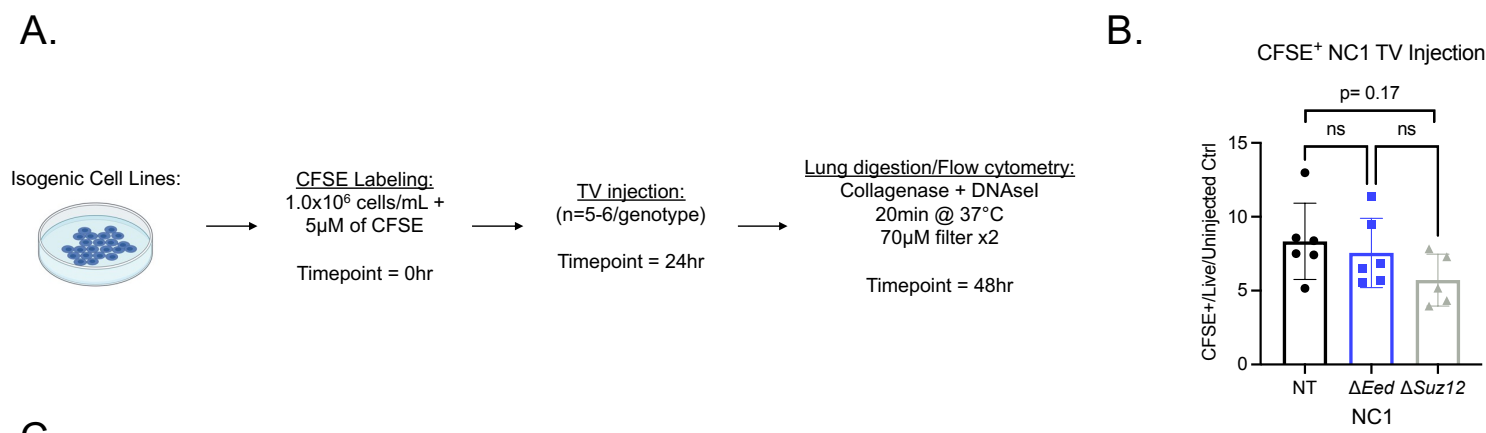 A.
Isogenic Cell Lines:
CFSE Labeling:
1.0x10⁶ cells/mL +
5µM of CFSE
Timepoint = 0hr
TV injection:
(n=5-6/genotype)
Timepoint = 24hr
Lung digestion/Flow cytometry:
Collagenase + DNAseI
20min @ 37°C
70µM filter x2
Timepoint = 48hr
B.
CFSE⁺ NC1 TV Injection
p= 0.17
ns
ns
CFSE+/Live/Uninjected Ctrl
15
10
5
0
NT
ΔEed
ΔSuz12
NC1